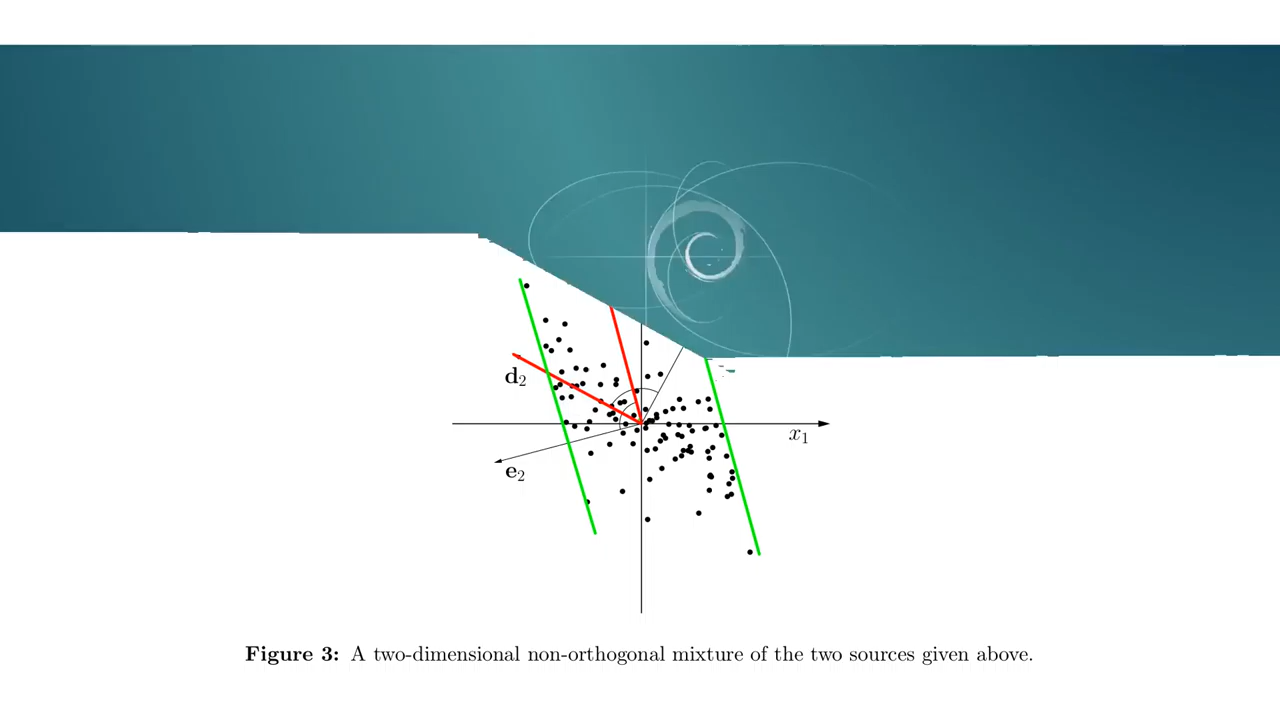 d₂
x₁
e₂
Figure 3: A two-dimensional non-orthogonal mixture of the two sources given above.